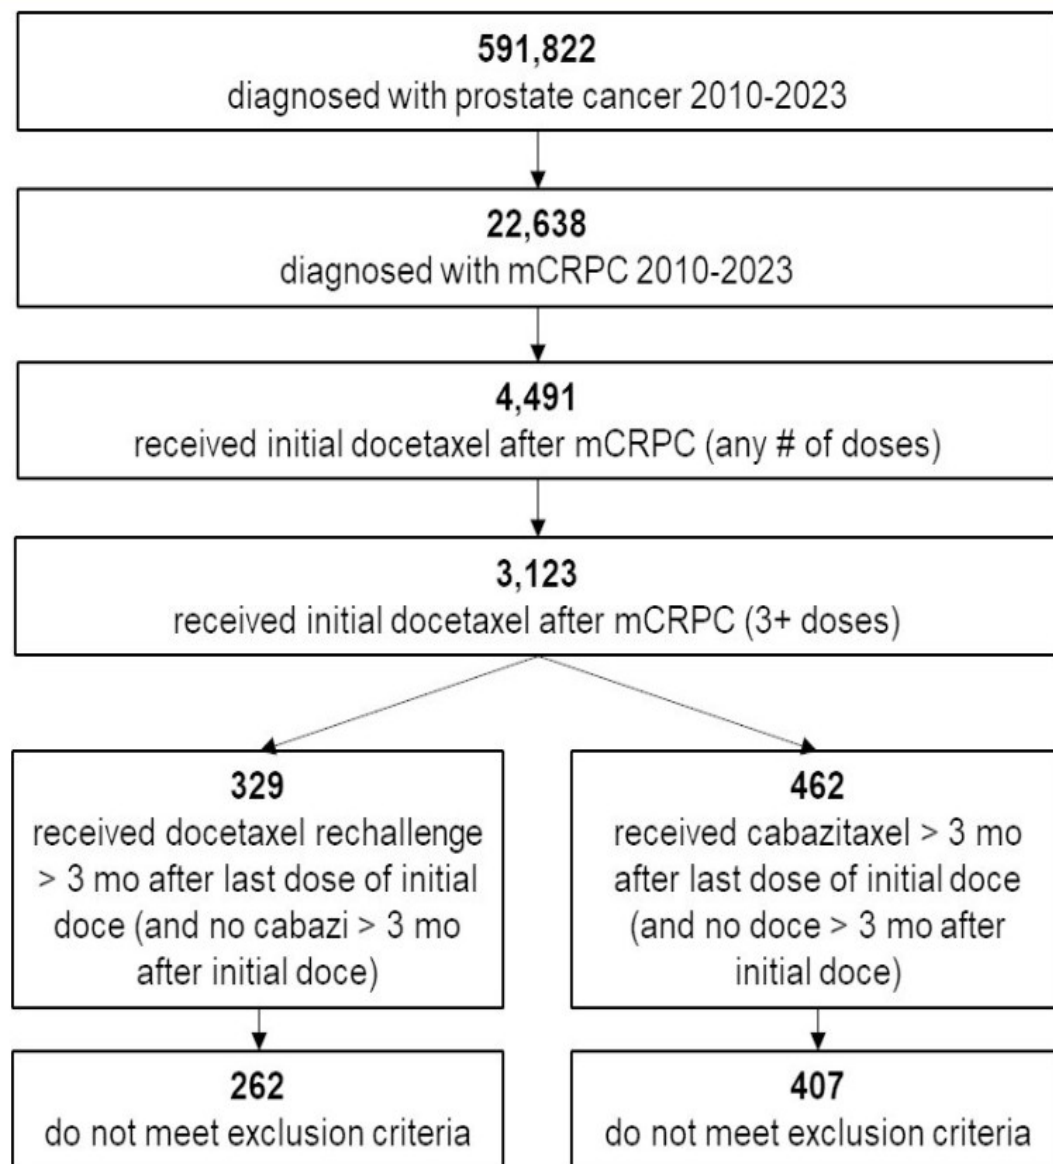 591,822
diagnosed with prostate cancer 2010-2023
22,638
diagnosed with mCRPC 2010-2023
4,491
received initial docetaxel after mCRPC (any # of doses)
3,123
received initial docetaxel after mCRPC (3+ doses)
329
received docetaxel rechallenge
> 3 mo after last dose of initial
doce (and no cabazi > 3 mo
after initial doce)
462
received cabazitaxel > 3 mo
after last dose of initial doce
(and no doce > 3 mo after
initial doce)
262
do not meet exclusion criteria
407
do not meet exclusion criteria